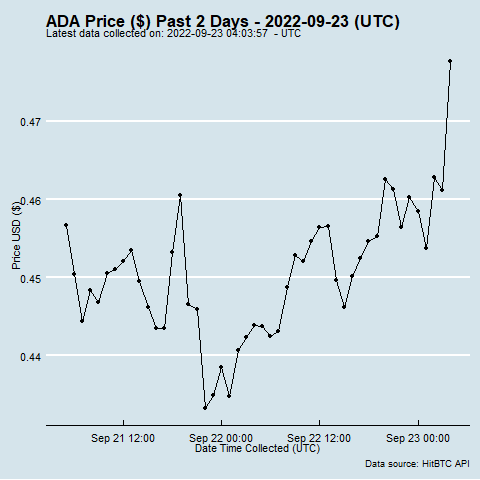 ADA Price ($) Past 2 Days - 2022-09-23 (UTC)
Latest data collected on: 2022-09-23 04:03:57  - UTC
Price USD ($)
0.47
0.46
0.45
0.44
Sep 21 12:00
Sep 22 00:00
Sep 22 12:00
Sep 23 00:00
Date Time Collected (UTC)
Data source: HitBTC API